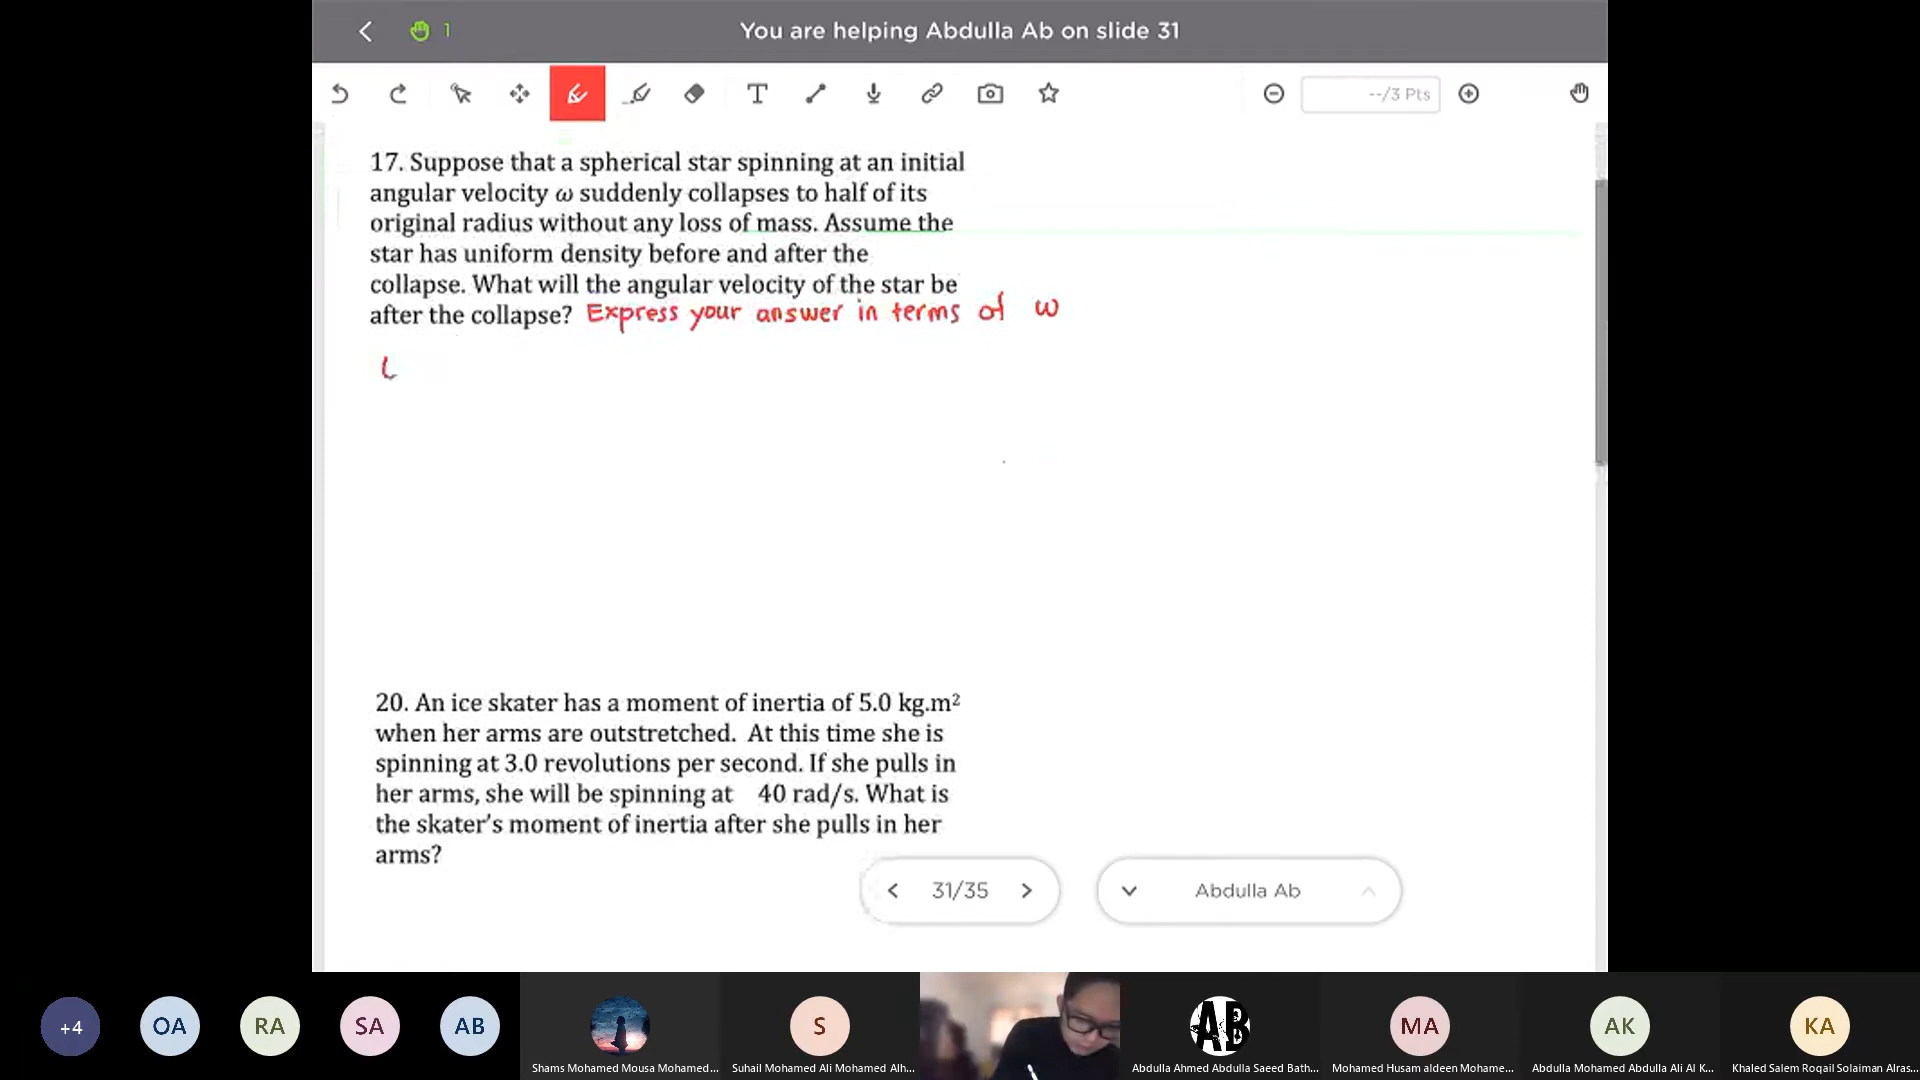 1
You are helping Abdulla Ab on slide 31
--/3 Pts
17. Suppose that a spherical star spinning at an initial
angular velocity ω suddenly collapses to half of its
original radius without any loss of mass. Assume the
star has uniform density before and after the
collapse. What will the angular velocity of the star be
after the collapse? Express your answer in terms of ω
L
20. An ice skater has a moment of inertia of 5.0 kg.m²
when her arms are outstretched. At this time she is
spinning at 3.0 revolutions per second. If she pulls in
her arms, she will be spinning at 40 rad/s. What is
the skater's moment of inertia after she pulls in her
arms?
31/35
Abdulla Ab
+4
OA
RA
SA
AB
S
AB
MA
AK
KA
Shams Mohamed Mousa Mohamed...
Suhail Mohamed Ali Mohamed Alh...
Abdulla Ahmed Abdulla Saeed Bath...
Mohamed Husam aldeen Mohame...
Abdulla Mohamed Abdulla Ali Al K...
Khaled Salem Roqail Solaiman Alras...